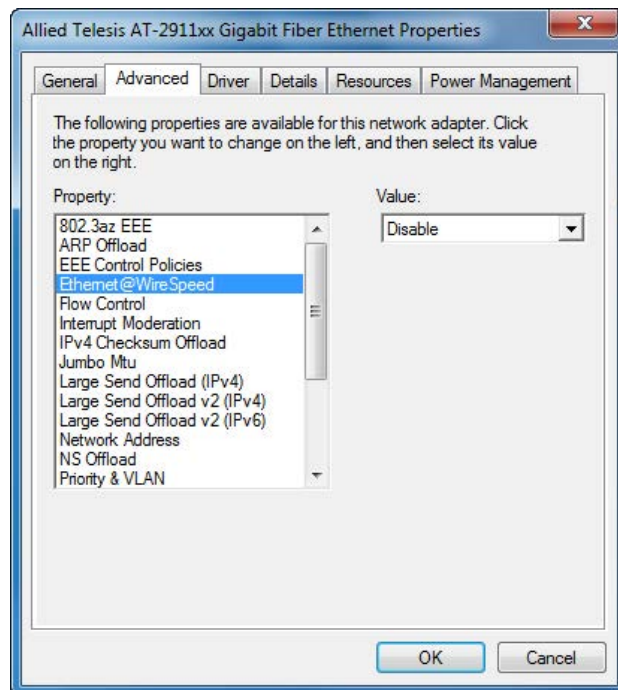 Allied Telesis AT-2911xx Gigabit Fiber Ethernet Properties
General Advanced Driver Details Resources Power Management
The following properties are available for this network adapter. Click
the property you want to change on the left, and then select its value
on the right.
Property:
802.3az EEE
ARP Offload
EEE Control Policies
Ethernet@WireSpeed
Flow Control
Interrupt Moderation
IPv4 Checksum Offload
Jumbo Mtu
Large Send Offload (IPv4)
Large Send Offload v2 (IPv4)
Large Send Offload v2 (IPv6)
Network Address
NS Offload
Priority & VLAN
Value:
Disable
OK Cancel